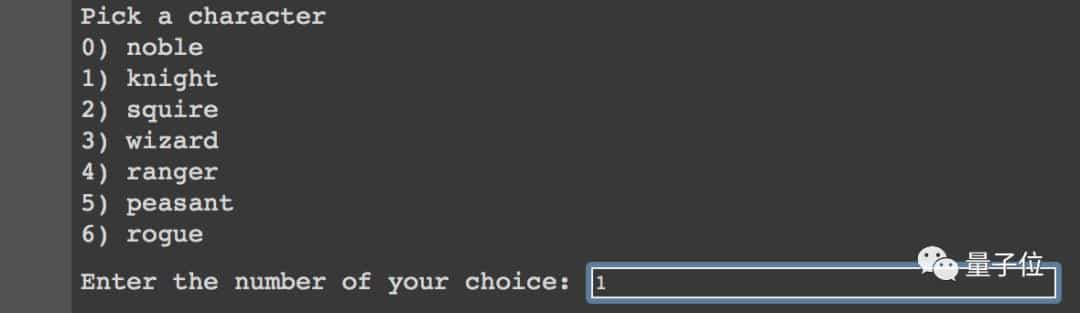 Pick a character
0) noble
1) knight
2) squire
3) wizard
4) ranger
5) peasant
6) rogue
Enter the number of your choice: 1
量子位